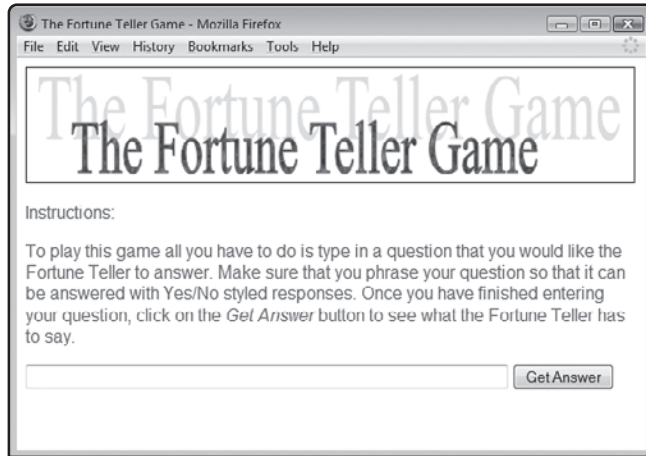 The Fortune Teller Game - Mozilla Firefox
File Edit View History Bookmarks Tools Help
The Fortune Teller Game
The Fortune Teller Game
Instructions:
To play this game all you have to do is type in a question that you would like the
Fortune Teller to answer. Make sure that you phrase your question so that it can
be answered with Yes/No styled responses. Once you have finished entering
your question, click on the Get Answer button to see what the Fortune Teller has
to say.
Get Answer